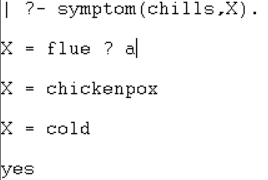 | ?- symptom(chills,X).
X = flue ? a
X = chickenpox
X = cold
yes